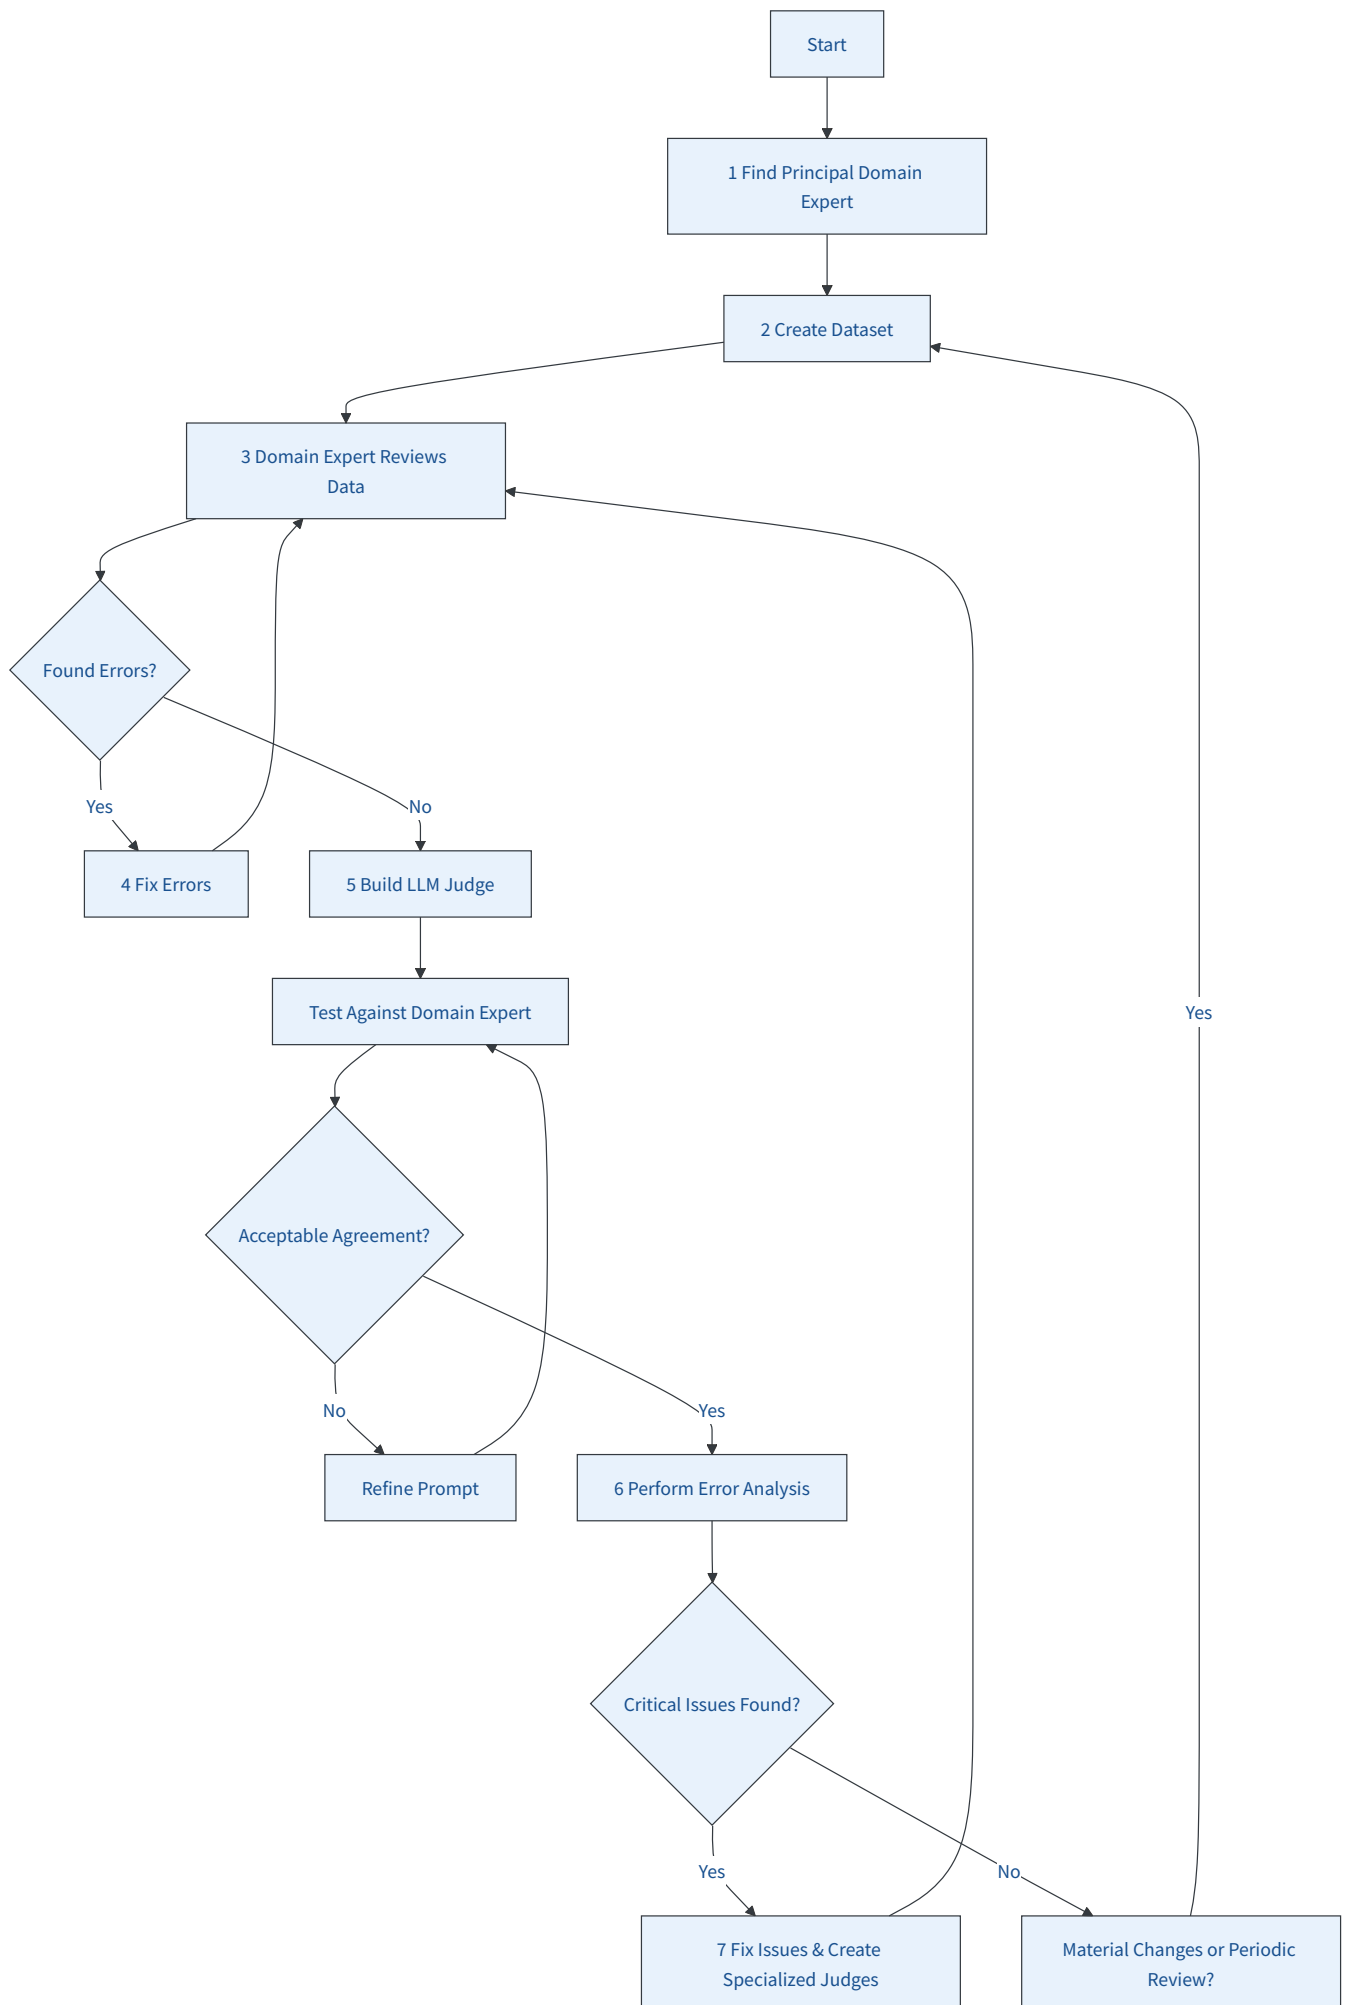 Start
1 Find Principal Domain
Expert
2 Create Dataset
3 Domain Expert Reviews
Data
Found Errors?
Yes
No
4 Fix Errors
5 Build LLM Judge
Test Against Domain Expert
Yes
Acceptable Agreement?
No
Yes
Refine Prompt
6 Perform Error Analysis
Critical Issues Found?
Yes
No
7 Fix Issues & Create
Specialized Judges
Material Changes or Periodic
Review?